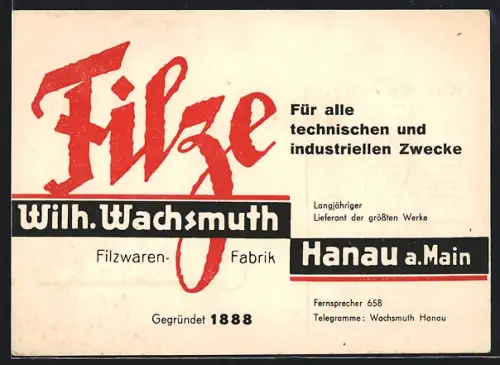 Filze
Für alle
technischen und
industriellen Zwecke
Wilh. Wachsmuth
Filzwaren- Fabrik
Gegründet 1888
Langjähriger
Lieferant der größten Werke
Hanau a. Main
Fernsprecher 658
Telegramme: Wachsmuth Hanau